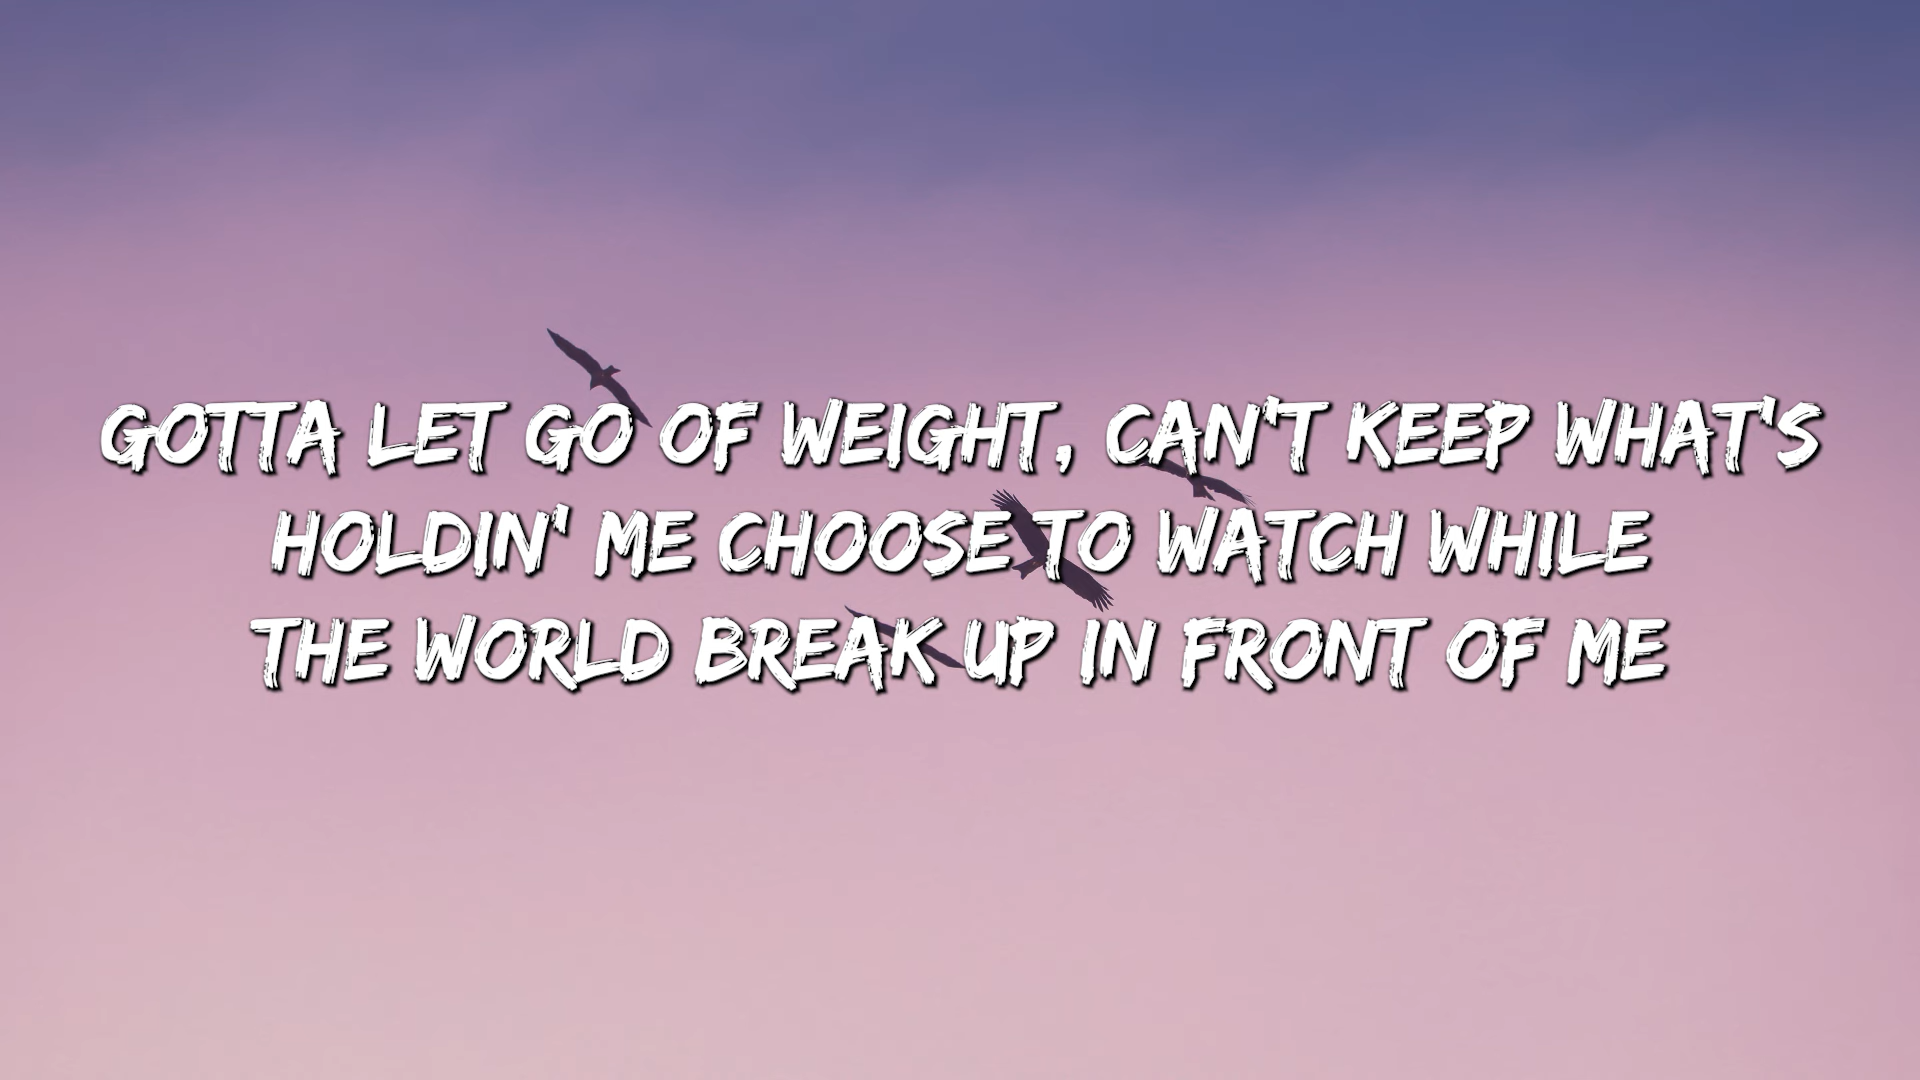 GOTTA LET GO OF WEIGHT, CAN'T KEEP WHAT'S
HOLDIN' ME CHOOSE TO WATCH WHILE
THE WORLD BREAK UP IN FRONT OF ME